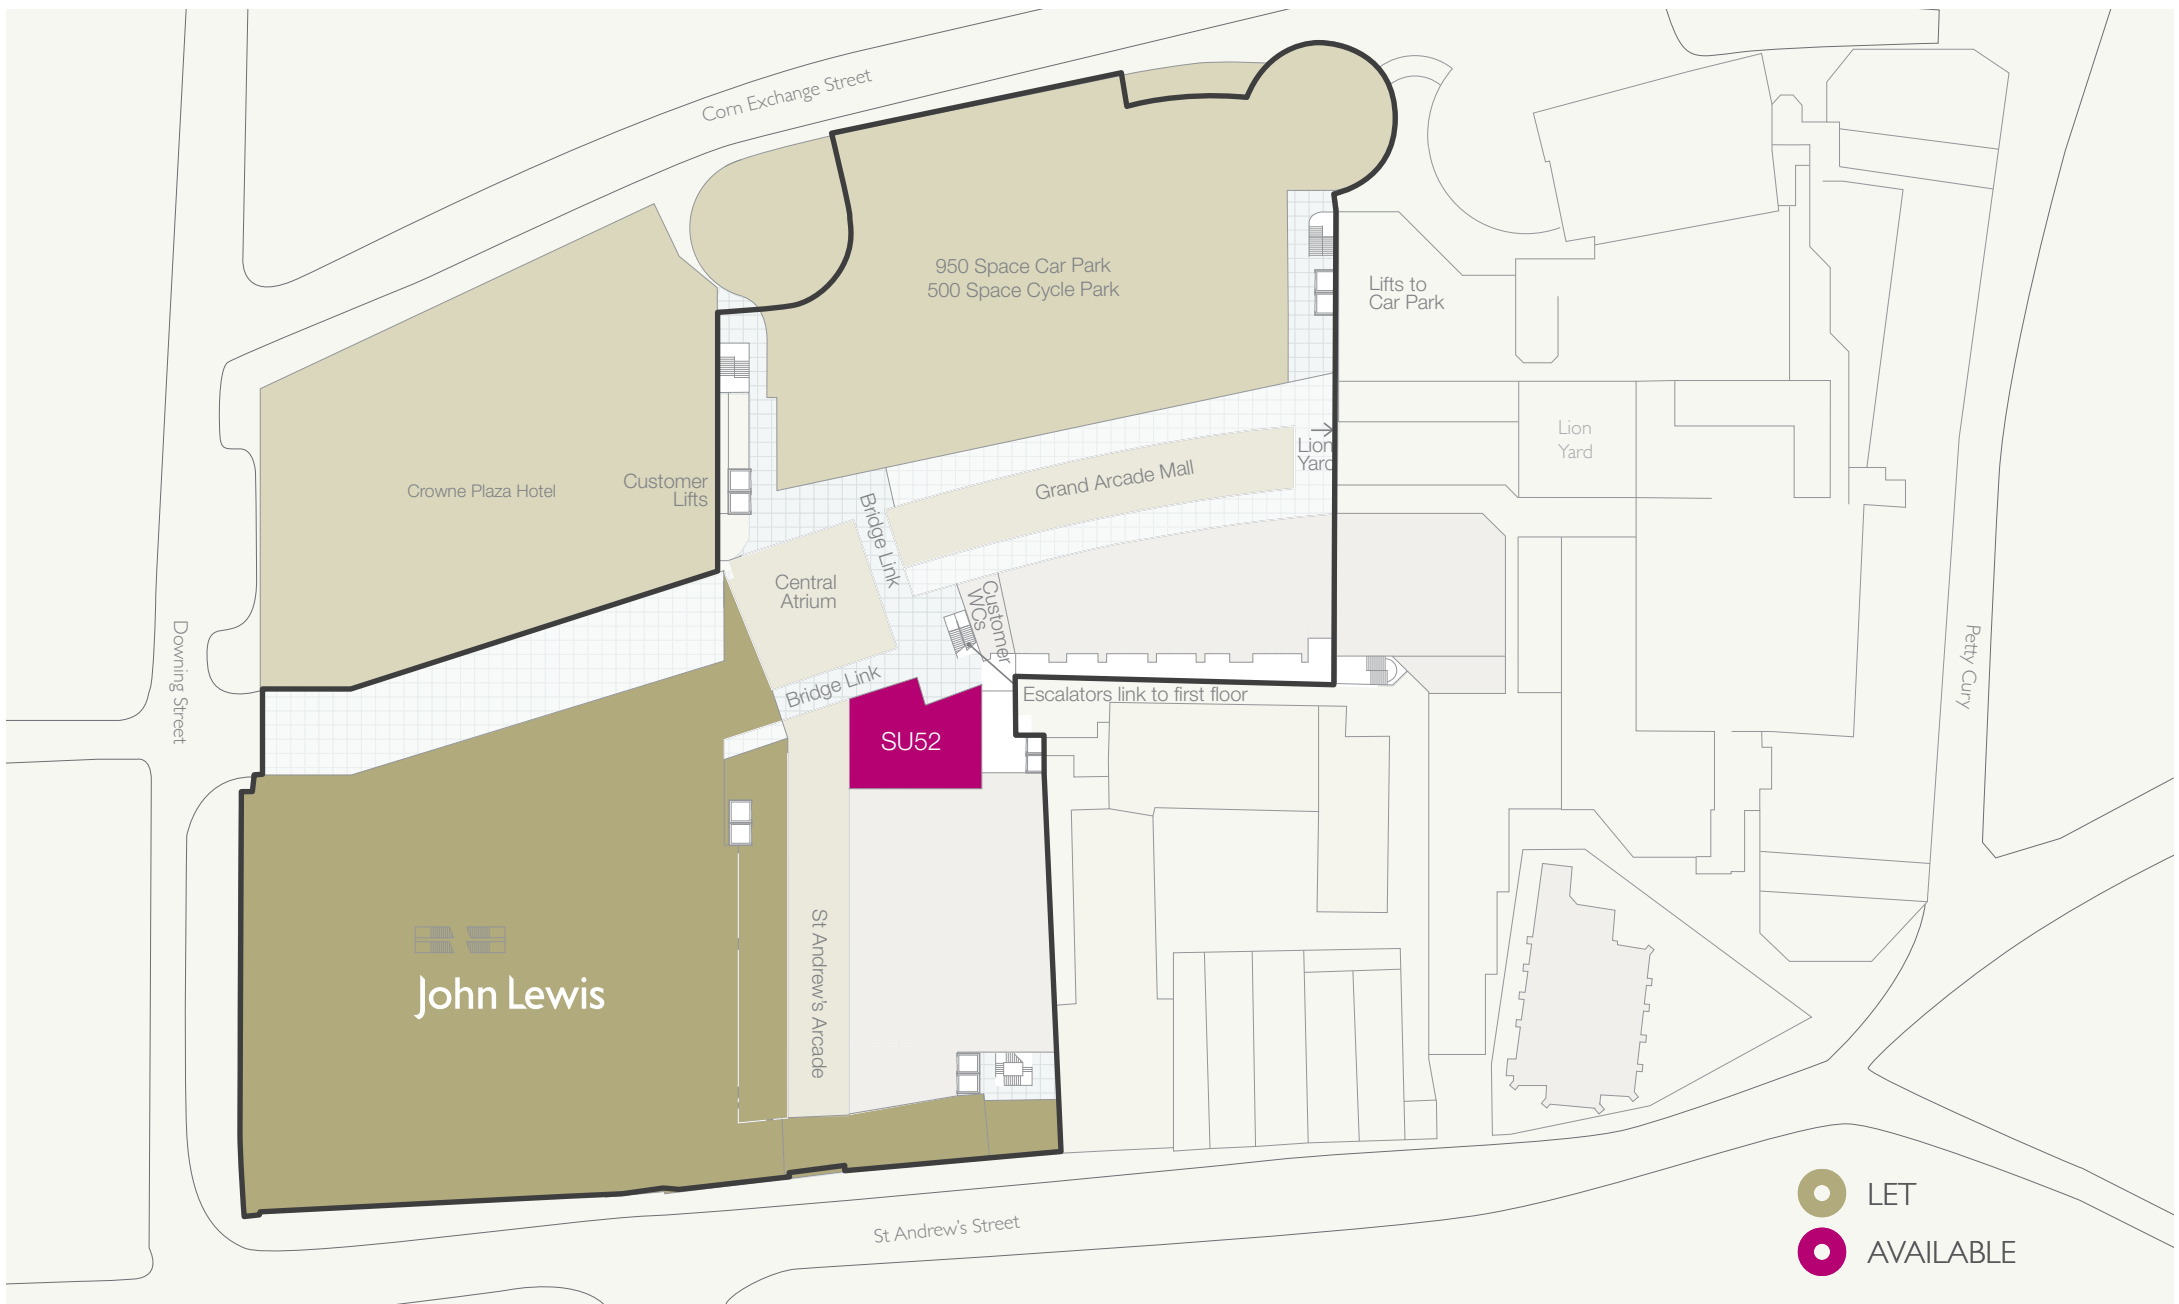 Corn Exchange Street
950 Space Car Park
500 Space Cycle Park
Lifts to
Car Park
Lion
Yard
Lion
Yard
Grand Arcade Mall
Customer
Lifts
Crowne Plaza Hotel
Bridge Link
Central
Atrium
Customer
WCs
Bridge Link
Escalators link to first floor
Downing Street
Petty Cury
SU52
John Lewis
St Andrew's Arcade
St Andrew's Street
LET
AVAILABLE